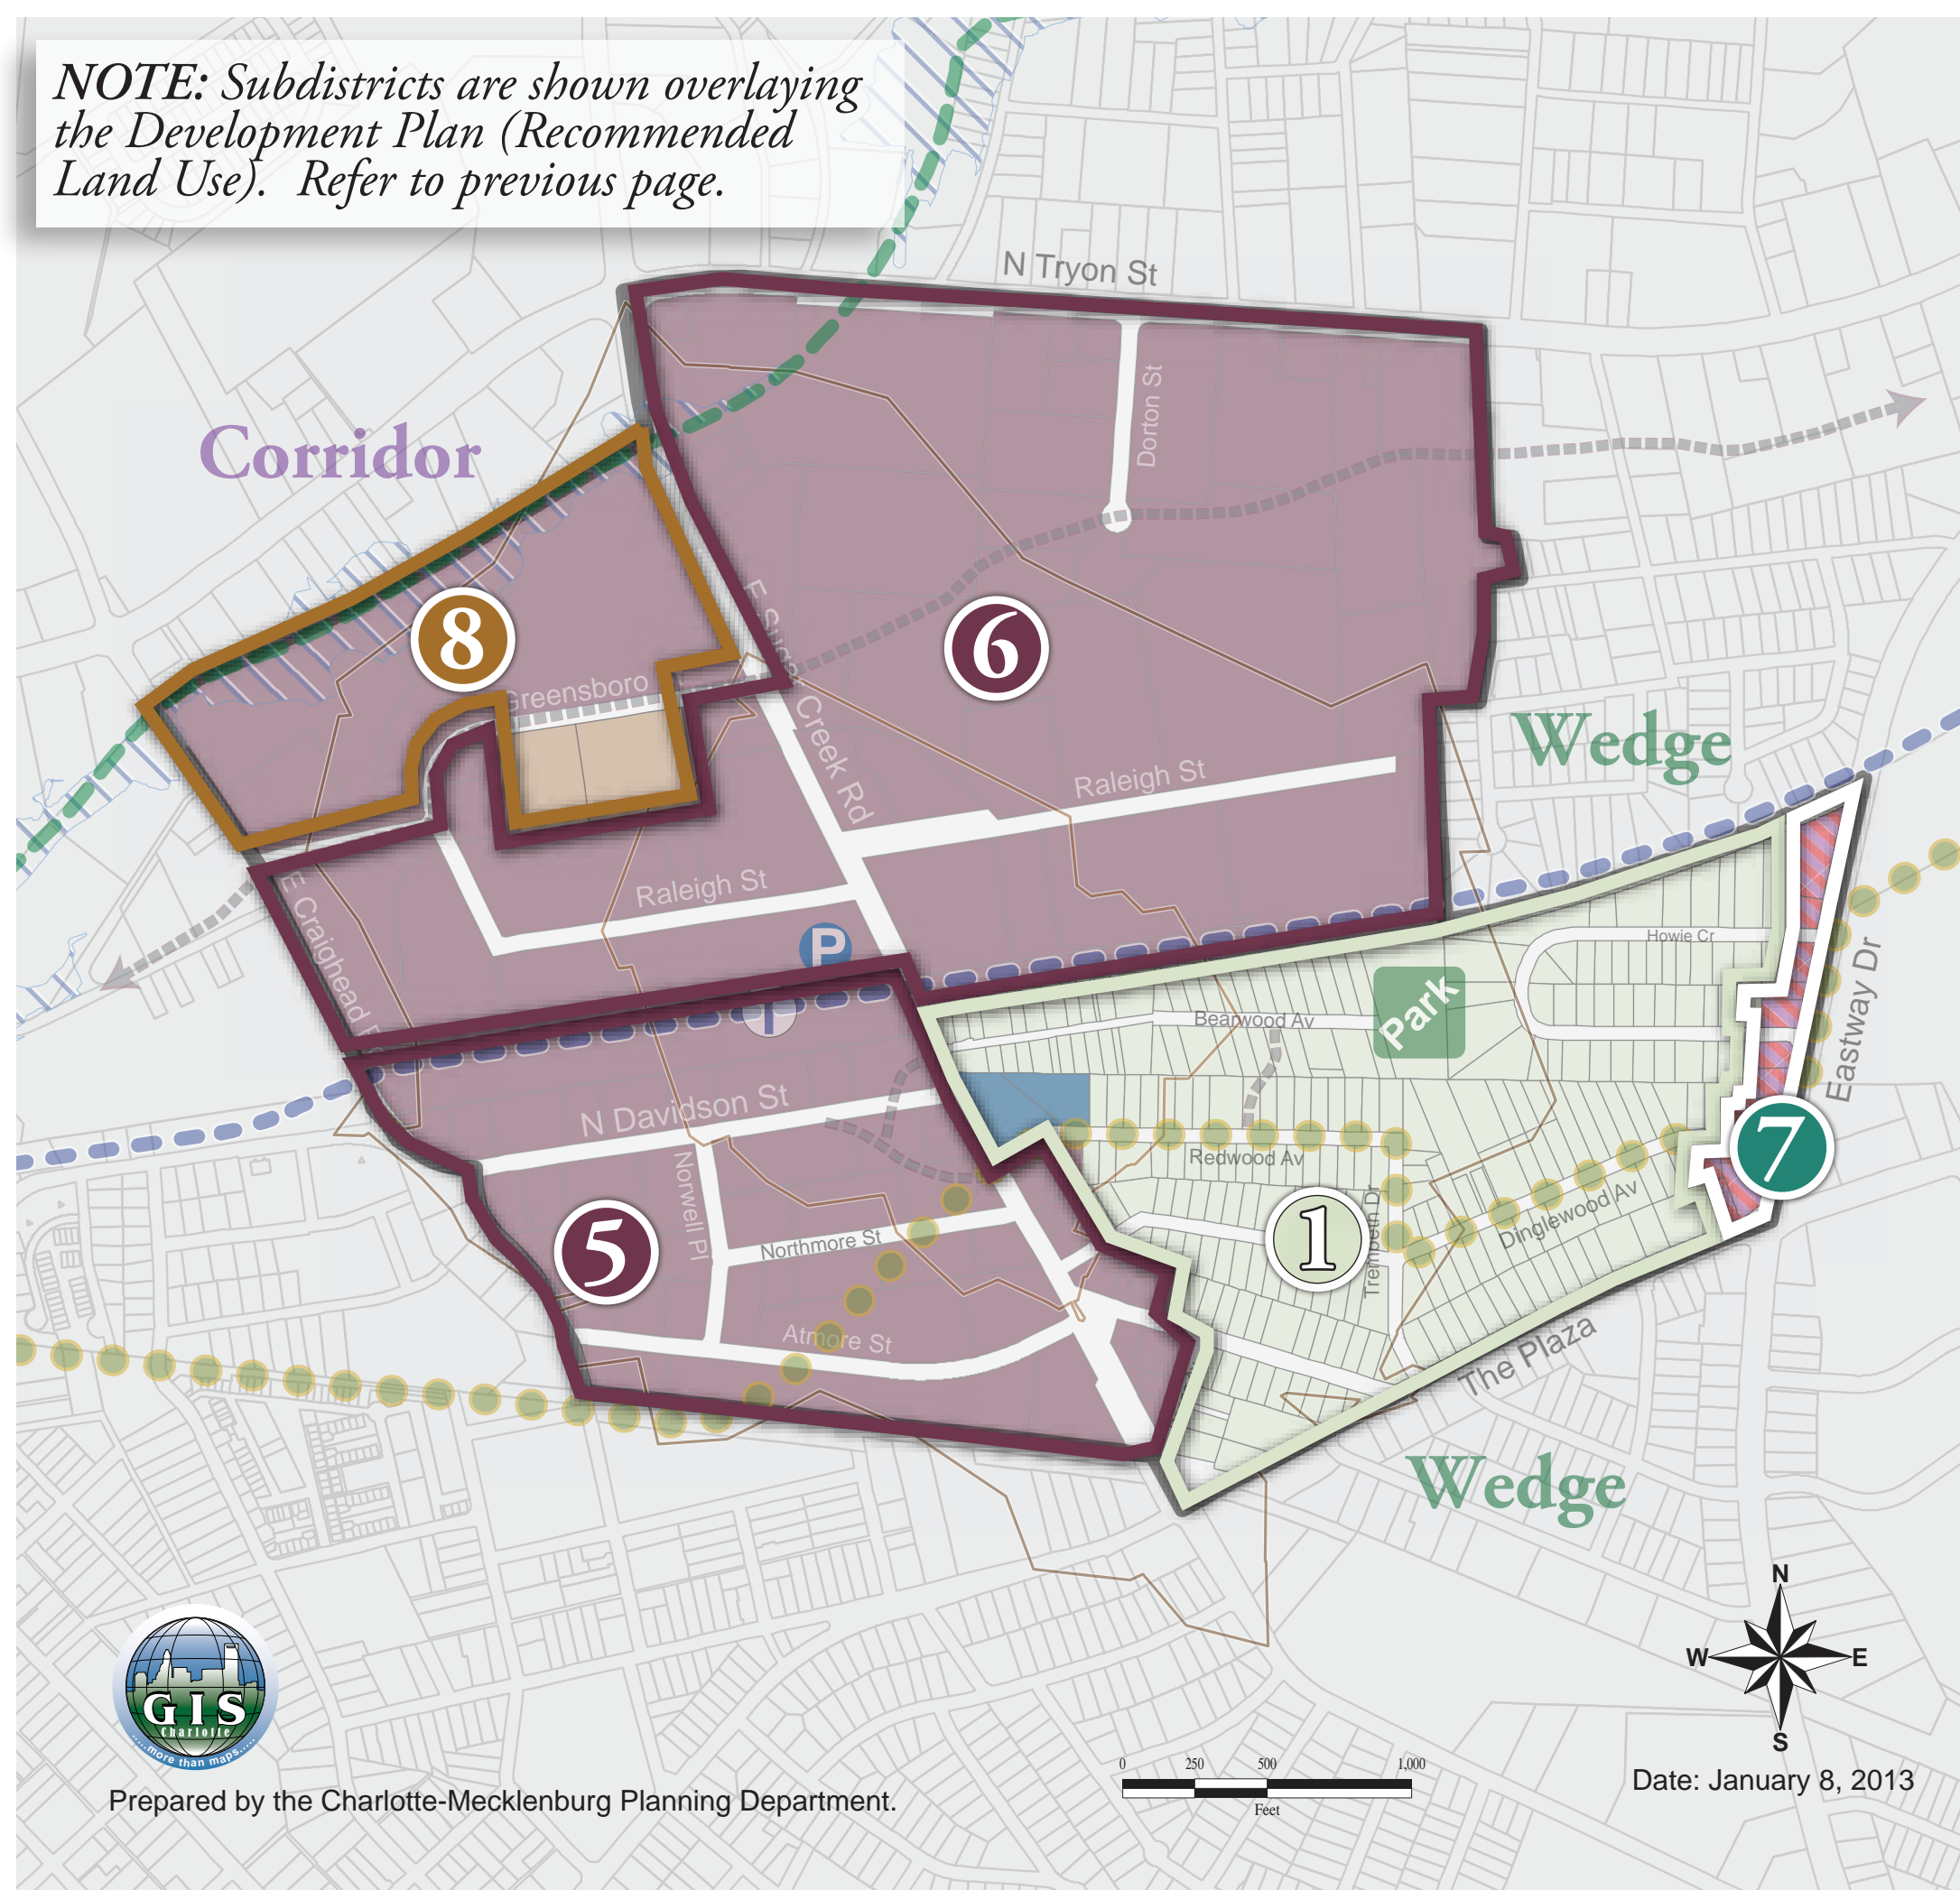 NOTE: Subdistricts are shown overlaying
the Development Plan (Recommended
Land Use). Refer to previous page.
N Tryon St
Dorton St
Corridor
E Sugar Creek Rd
8
6
Greensboro
Wedge
Raleigh St
Raleigh St
E Craighead
P
Howie Cr
Park
Bearwood Av
Eastway Dr
T
N Davidson St
7
Redwood Av
Norwell Pl
5
1
Northmore St
Trembeth Dr
Dinglewood Av
Atmore St
The Plaza
Wedge
N
W
E
S
GIS
Charlotte
.....more than maps.....
0 250 500 1,000
Feet
Date: January 8, 2013
Prepared by the Charlotte-Mecklenburg Planning Department.